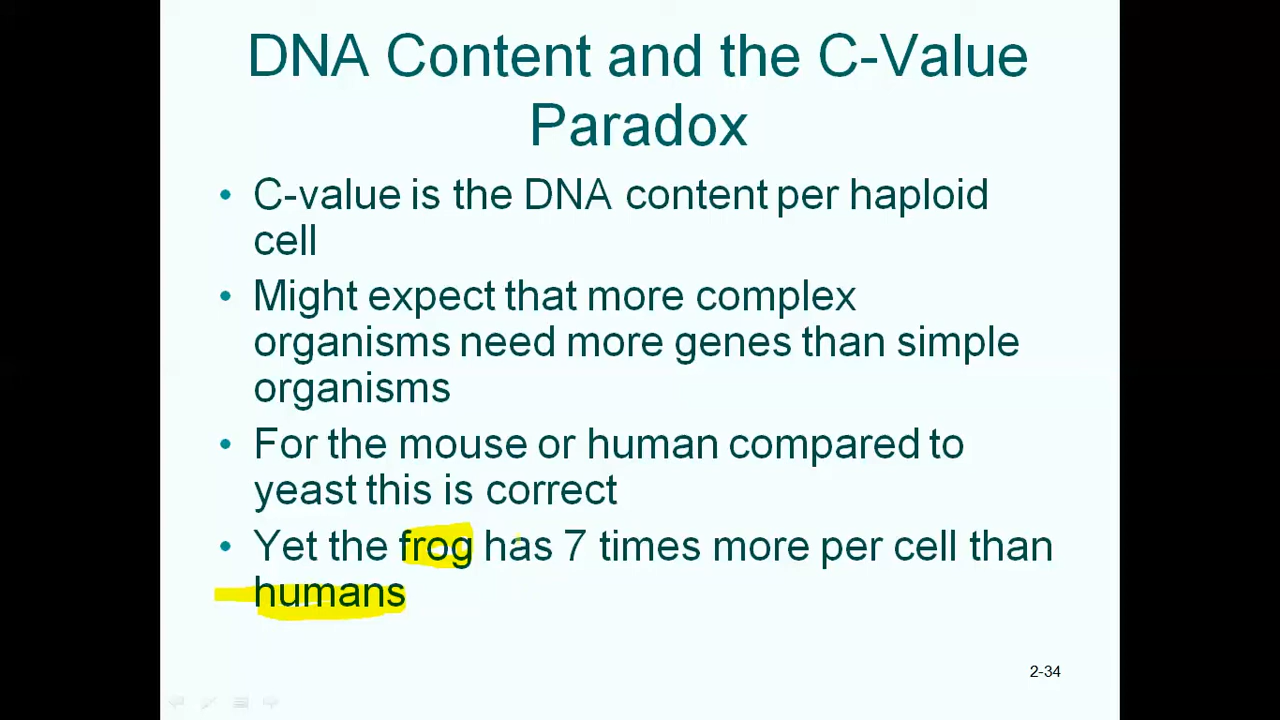 DNA Content and the C-Value
Paradox
• C-value is the DNA content per haploid
cell
• Might expect that more complex
organisms need more genes than simple
organisms
• For the mouse or human compared to
yeast this is correct
• Yet the frog has 7 times more per cell than
humans
2-34